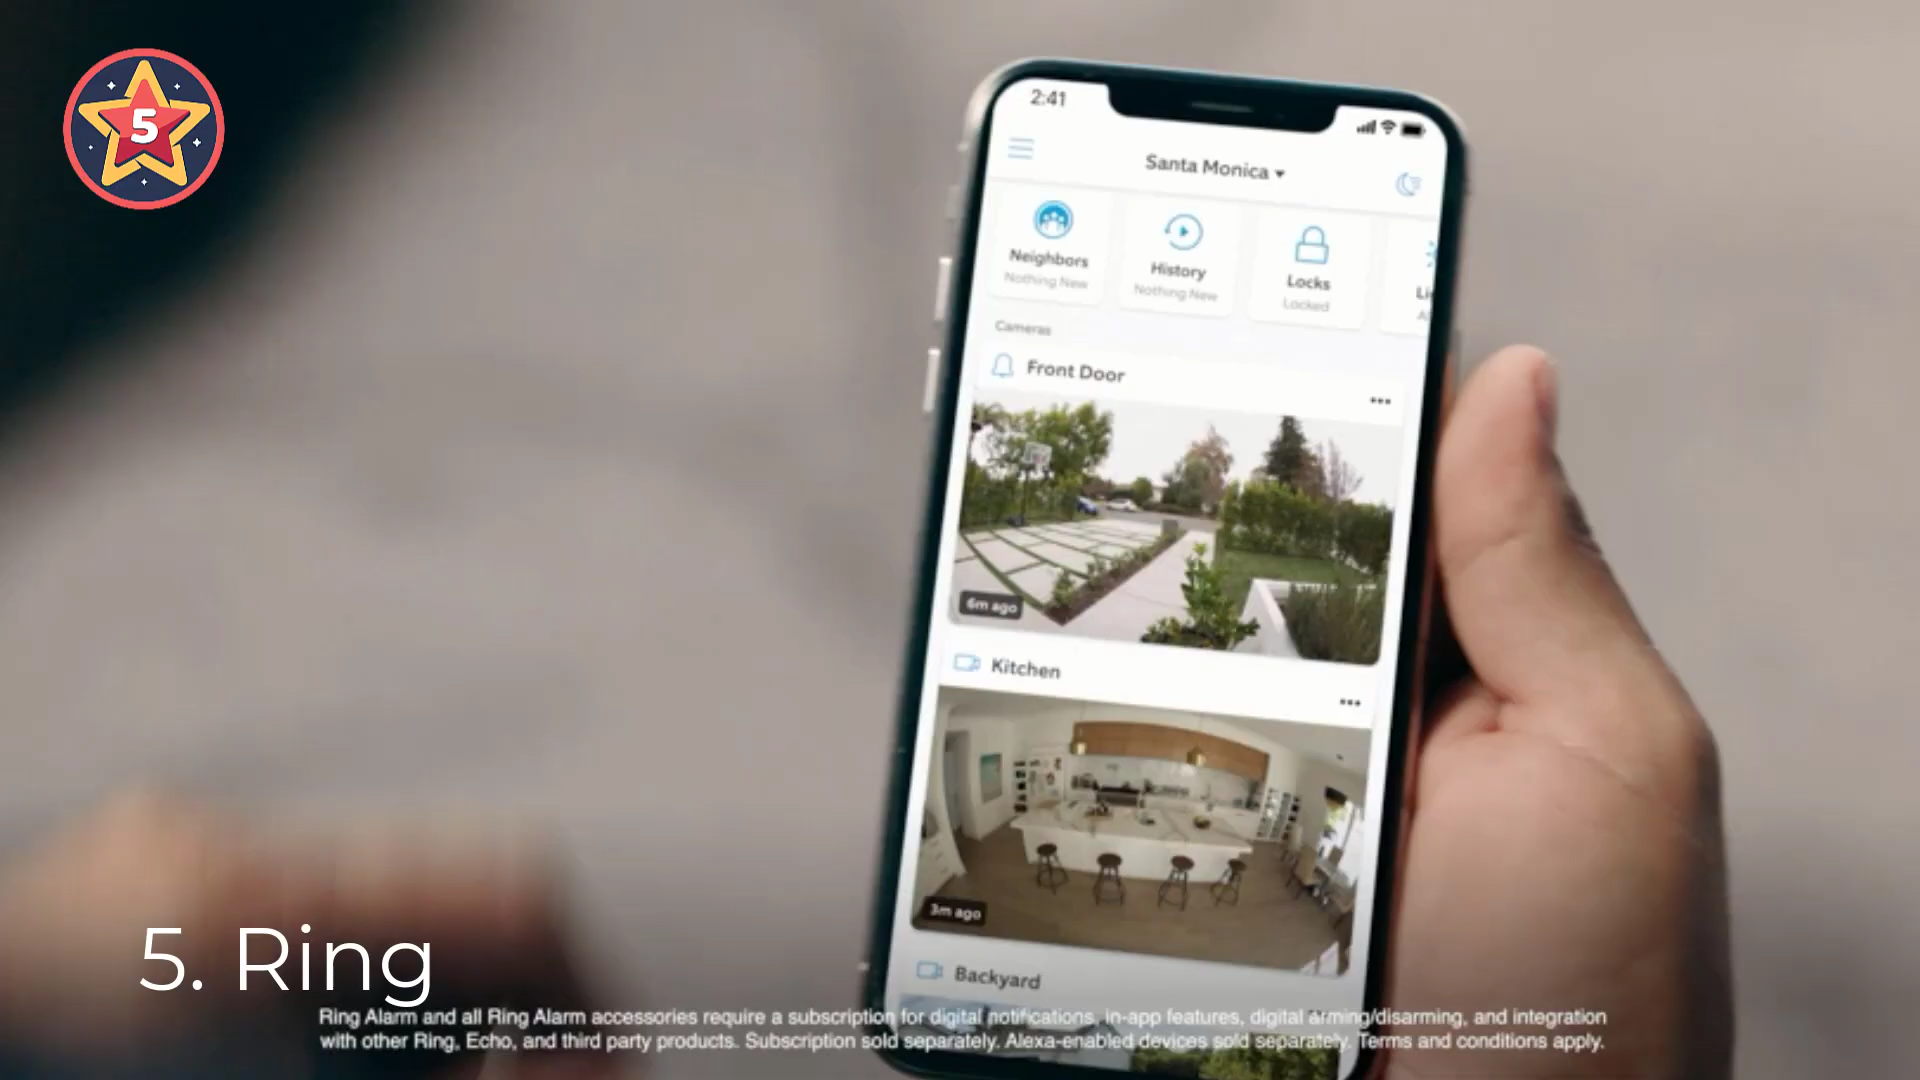 5
2:41
Santa Monica
Neighbors
Nothing New
History
Nothing New
Locks
Locked
Cameras
Front Door
6m ago
Kitchen
3m ago
Backyard
5. Ring
Ring Alarm and all Ring Alarm accessories require a subscription for digital notifications, in-app features, digital arming/disarming, and integration
with other Ring, Echo, and third party products. Subscription sold separately. Alexa-enabled devices sold separately. Terms and conditions apply.